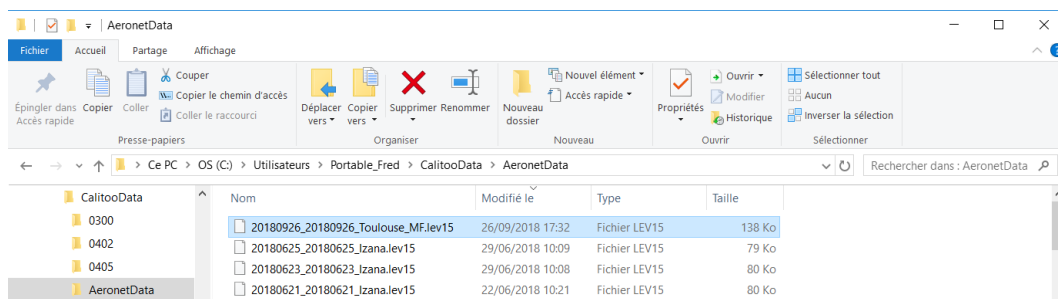 AeronetData
Fichier Accueil Partage Affichage
Épingler dans Accès rapide
Copier
Coller
Couper
Copier le chemin d'accès
Coller le raccourci
Presse-papiers
Déplacer vers
Copier vers
Supprimer
Renommer
Organiser
Nouveau dossier
Nouvel élément
Accès rapide
Nouveau
Propriétés
Ouvrir
Modifier
Historique
Ouvrir
Sélectionner tout
Aucun
Inverser la sélection
Sélectionner
Ce PC > OS (C:) > Utilisateurs > Portable_Fred > CalitooData > AeronetData
Rechercher dans : AeronetData
CalitooData
0300
0402
0405
AeronetData
Nom Modifié le Type Taille
20180926_20180926_Toulouse_MF.lev15 26/09/2018 17:32 Fichier LEV15 138 Ko
20180625_20180625_Izana.lev15 29/06/2018 10:09 Fichier LEV15 79 Ko
20180623_20180623_Izana.lev15 29/06/2018 10:08 Fichier LEV15 80 Ko
20180621_20180621_Izana.lev15 22/06/2018 10:21 Fichier LEV15 80 Ko